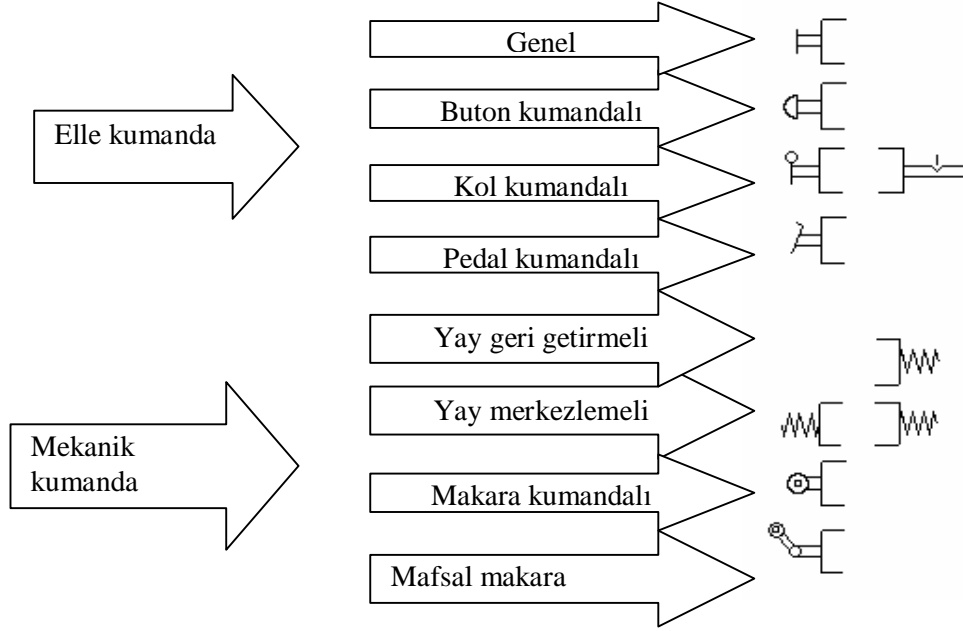 Elle kumanda
Genel
Buton kumandalı
Kol kumandalı
Pedal kumandalı
Mekanik
kumanda
Yay geri getirmeli
Yay merkezlemeli
Makara kumandalı
Mafsal makara